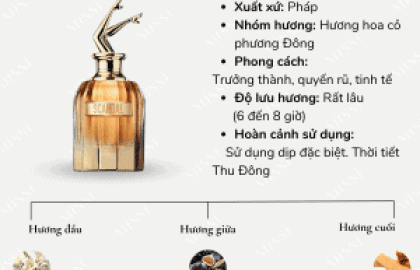 • Xuất xứ: Pháp
• Nhóm hương: Hương hoa cỏ
phương Đông
• Phong cách:
Trưởng thành, quyến rũ, tinh tế
• Độ lưu hương: Rất lâu
(6 đến 8 giờ)
• Hoàn cảnh sử dụng:
Sử dụng dịp đặc biệt. Thời tiết
Thu Đông
SCANDAL
Hương đầu
Hương giữa
Hương cuối